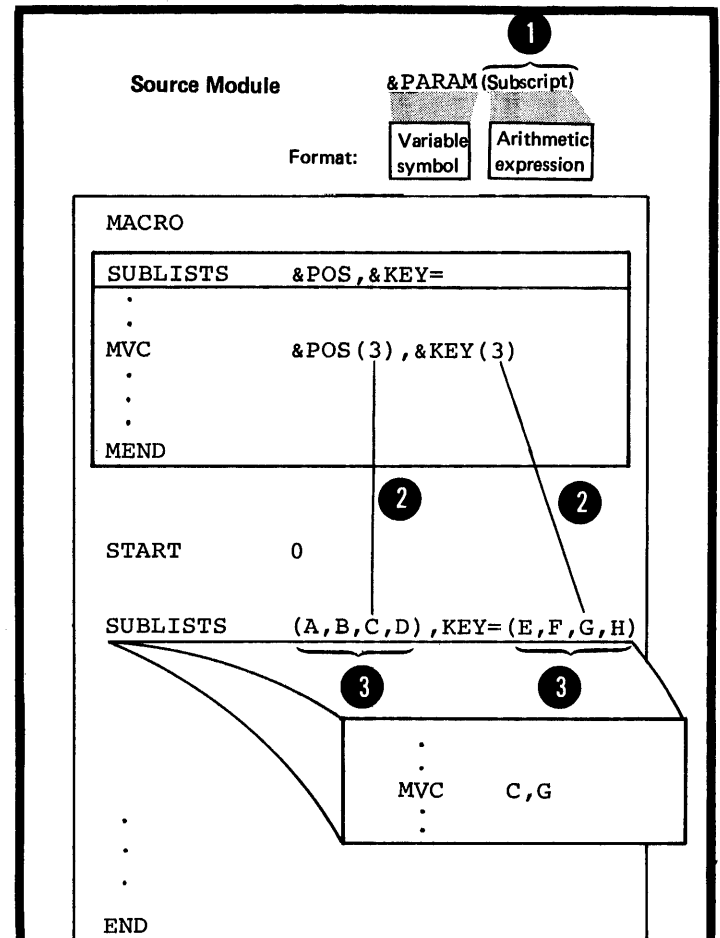 1
Source Module &PARAM(Subscript)
Format: Variable symbol Arithmetic expression
MACRO
SUBLISTS &POS,&KEY=
.
.
MVC &POS(3),&KEY(3)
.
.
.
MEND
2 2
START 0
SUBLISTS (A,B,C,D),KEY=(E,F,G,H)
3 3
.
.
MVC C,G
.
.
.
.
.
END